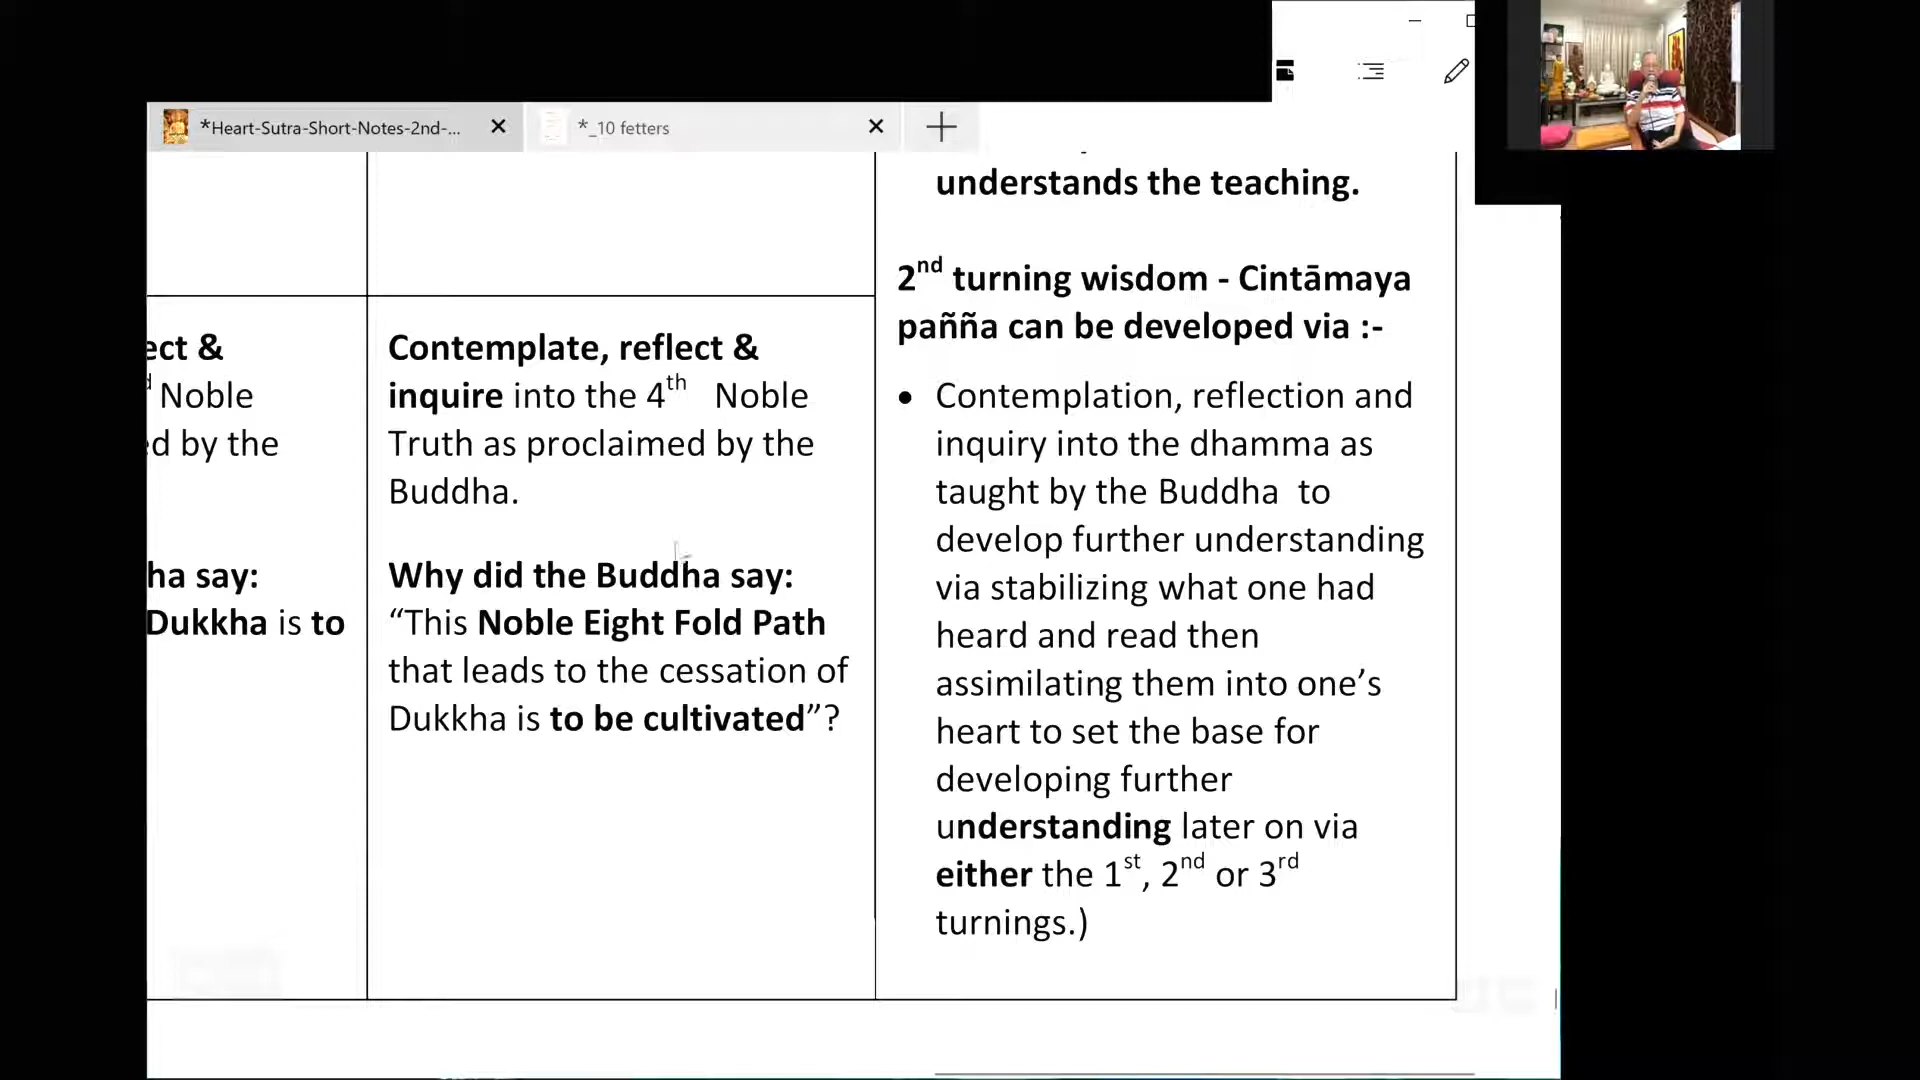 *Heart-Sutra-Short-Notes-2nd-...
*_10 fetters
ect &
Noble
ed by the
ha say:
Dukkha is to
Contemplate, reflect &
inquire into the 4th Noble
Truth as proclaimed by the
Buddha.
Why did the Buddha say:
“This Noble Eight Fold Path
that leads to the cessation of
Dukkha is to be cultivated”?
understands the teaching.
2nd turning wisdom - Cintāmaya
pañña can be developed via :-
• Contemplation, reflection and
inquiry into the dhamma as
taught by the Buddha to
develop further understanding
via stabilizing what one had
heard and read then
assimilating them into one’s
heart to set the base for
developing further
understanding later on via
either the 1st, 2nd or 3rd
turnings.)